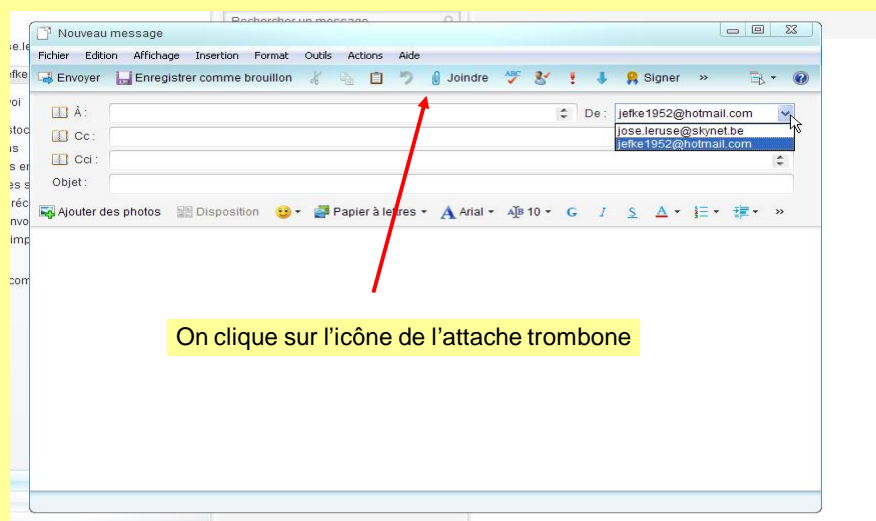 Rechercher un message
Nouveau message
Fichier Edition Affichage Insertion Format Outils Actions Aide
Envoyer Enregistrer comme brouillon Joindre ABC Signer »
À :
De : jefke1952@hotmail.com
jose.leruse@skynet.be
jefke1952@hotmail.com
Cc :
Cci :
Objet :
Ajouter des photos Disposition Papier à lettres A Arial 10 G I S A »
On clique sur l’icône de l’attache trombone